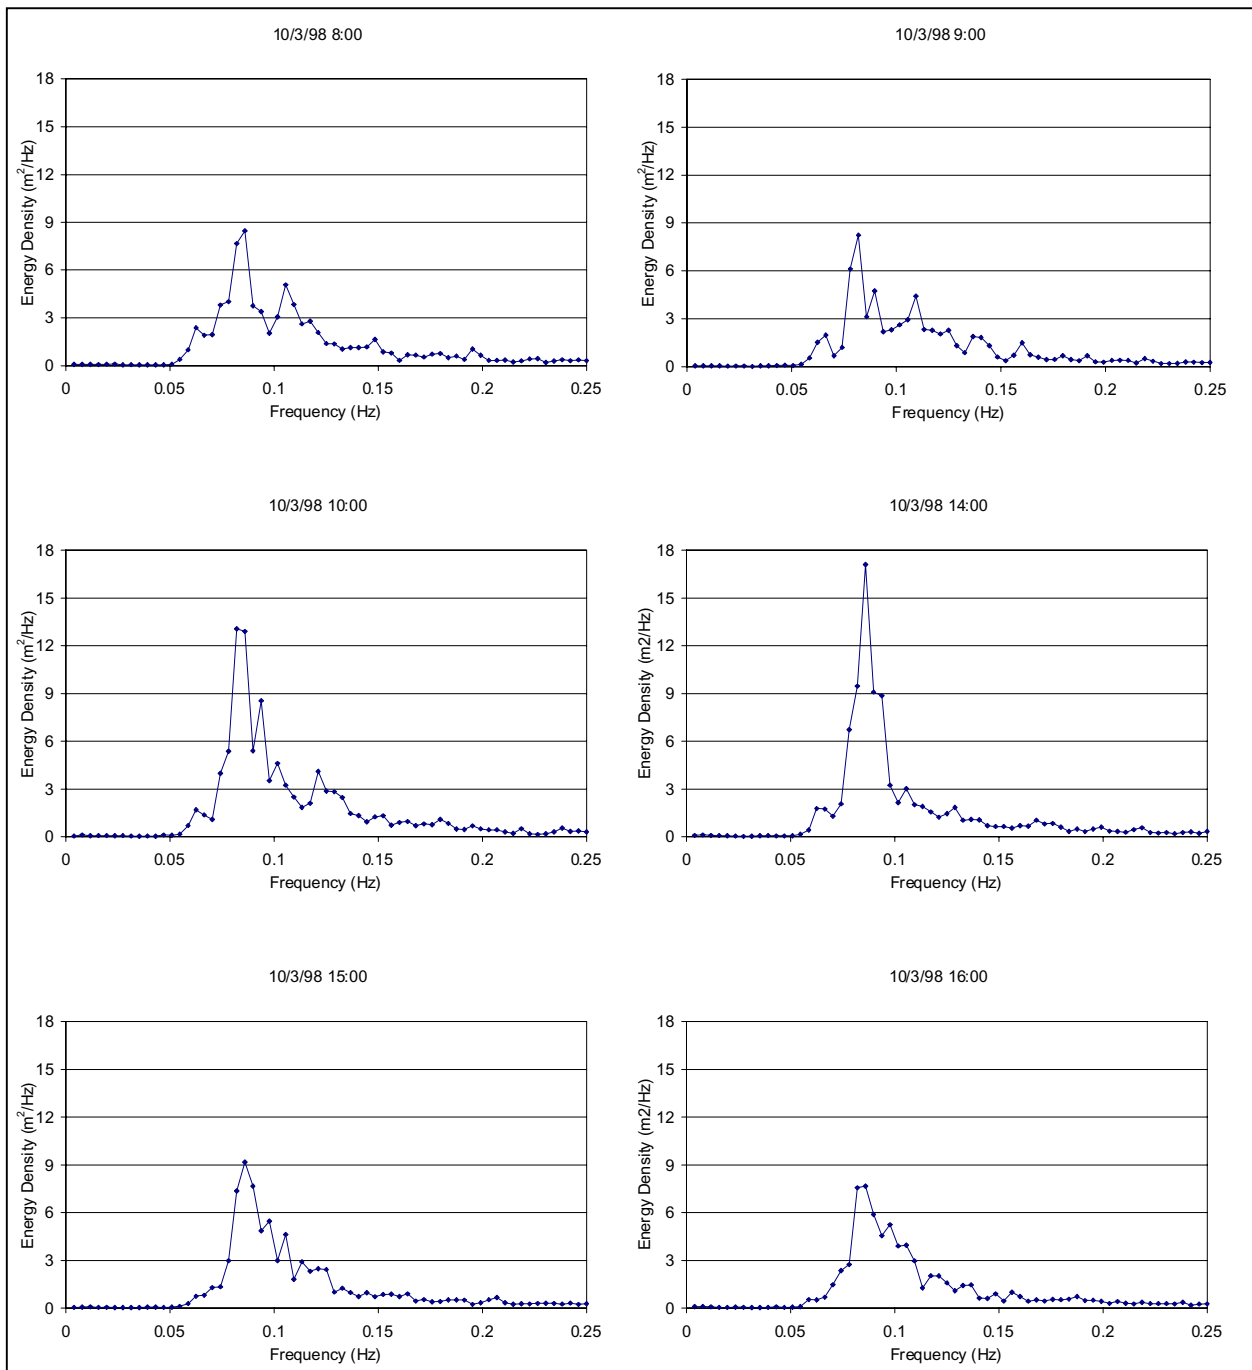 10/3/98 8:00
18
15
12
9
6
3
0
Energy Density (m²/Hz)
0 0.05 0.1 0.15 0.2 0.25
Frequency (Hz)
10/3/98 9:00
18
15
12
9
6
3
0
Energy Density (m²/Hz)
0 0.05 0.1 0.15 0.2 0.25
Frequency (Hz)
10/3/98 10:00
18
15
12
9
6
3
0
Energy Density (m²/Hz)
0 0.05 0.1 0.15 0.2 0.25
Frequency (Hz)
10/3/98 14:00
18
15
12
9
6
3
0
Energy Density (m2/Hz)
0 0.05 0.1 0.15 0.2 0.25
Frequency (Hz)
10/3/98 15:00
18
15
12
9
6
3
0
Energy Density (m²/Hz)
0 0.05 0.1 0.15 0.2 0.25
Frequency (Hz)
10/3/98 16:00
18
15
12
9
6
3
0
Energy Density (m2/Hz)
0 0.05 0.1 0.15 0.2 0.25
Frequency (Hz)